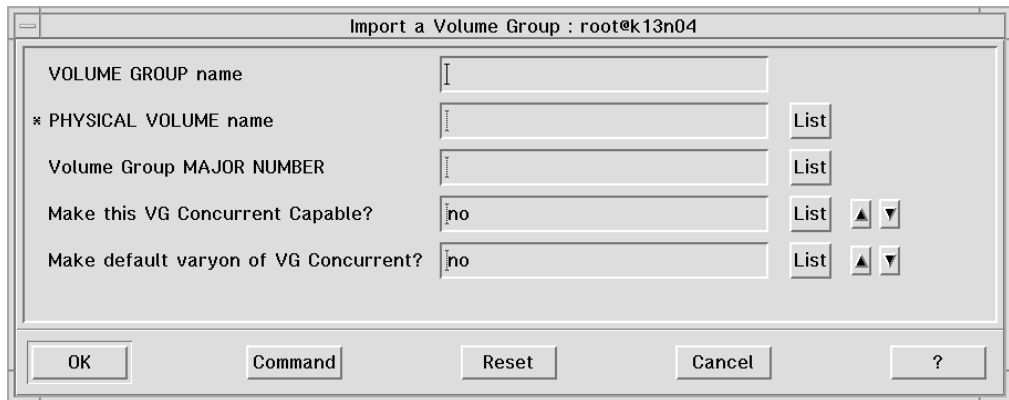 Import a Volume Group : root@k13n04
VOLUME GROUP name
* PHYSICAL VOLUME name List
Volume Group MAJOR NUMBER List
Make this VG Concurrent Capable? no List
Make default varyon of VG Concurrent? no List
OK Command Reset Cancel ?